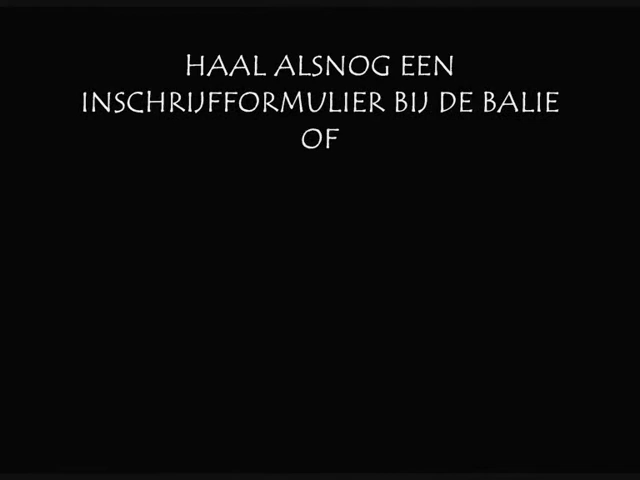 HAAL ALSNOG EEN
INSCHRIJFFORMULIER BIJ DE BALIE
OF